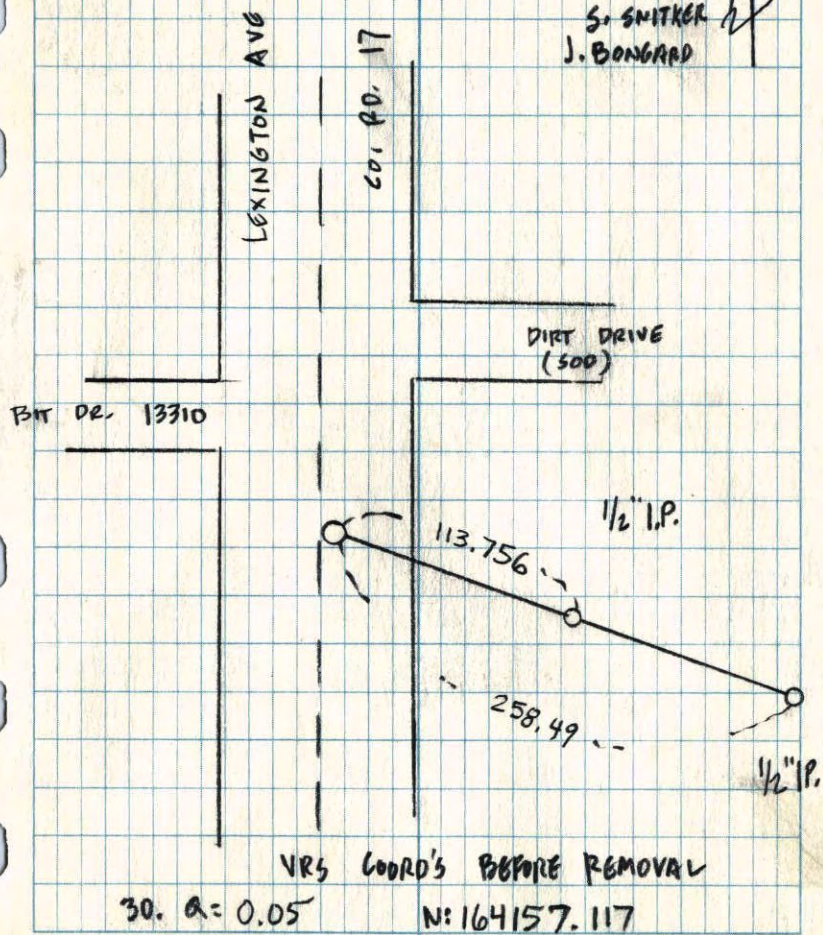 S. SNITKER
J. BONGARD
LEXINGTON AVE
CO. RD. 17
DIRT DRIVE
(SOD)
BIT DR. 13310
1/2" I.P.
113.756
258.49
1/2" I.P.
VRS COORD'S BEFORE REMOVAL
30. Q= 0.05 N: 164157.117